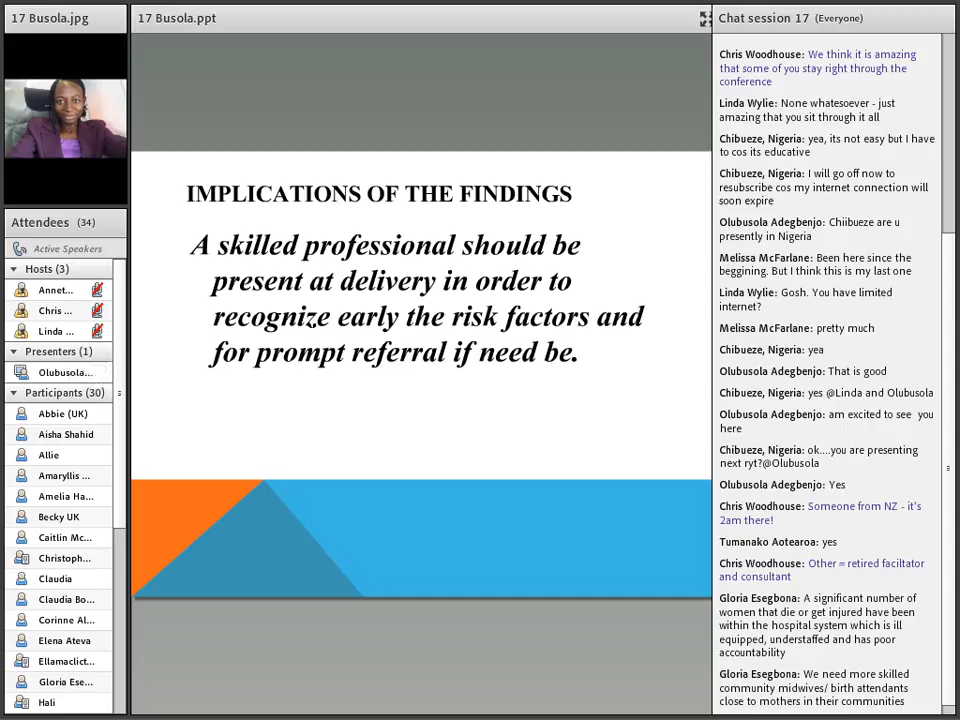 17 Busola.jpg
Attendees (34)
Active Speakers
Hosts (3)
Annet...
Chris ...
Linda ...
Presenters (1)
Olubusola...
Participants (30)
Abbie (UK)
Aisha Shahid
Allie
Amaryllis ...
Amelia Ha...
Becky UK
Caitlin Mc...
Christoph...
Claudia
Claudia Bo...
Corinne Al...
Elena Ateva
Ellamaclict...
Gloria Ese...
Hali
17 Busola.ppt
IMPLICATIONS OF THE FINDINGS
A skilled professional should be
present at delivery in order to
recognize early the risk factors and
for prompt referral if need be.
Chat session 17 (Everyone)
Chris Woodhouse: We think it is amazing
that some of you stay right through the
conference
Linda Wylie: None whatesoever - just
amazing that you sit through it all
Chibueze, Nigeria: yea, its not easy but I have
to cos its educative
Chibueze, Nigeria: I will go off now to
resubscribe cos my internet connection will
soon expire
Olubusola Adegbenjo: Chiibueze are u
presently in Nigeria
Melissa McFarlane: Been here since the
beggining. But I think this is my last one
Linda Wylie: Gosh. You have limited
internet?
Melissa McFarlane: pretty much
Chibueze, Nigeria: yea
Olubusola Adegbenjo: That is good
Chibueze, Nigeria: yes @Linda and Olubusola
Olubusola Adegbenjo: am excited to see you
here
Chibueze, Nigeria: ok....you are presenting
next ryt?@Olubusola
Olubusola Adegbenjo: Yes
Chris Woodhouse: Someone from NZ - it's
2am there!
Tumanako Aotearoa: yes
Chris Woodhouse: Other = retired faciltator
and consultant
Gloria Esegbona: A significant number of
women that die or get injured have been
within the hospital system which is ill
equipped, understaffed and has poor
accountability
Gloria Esegbona: We need more skilled
community midwives/ birth attendants
close to mothers in their communities